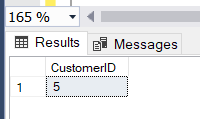 165 %
Results Messages
CustomerID
1 5